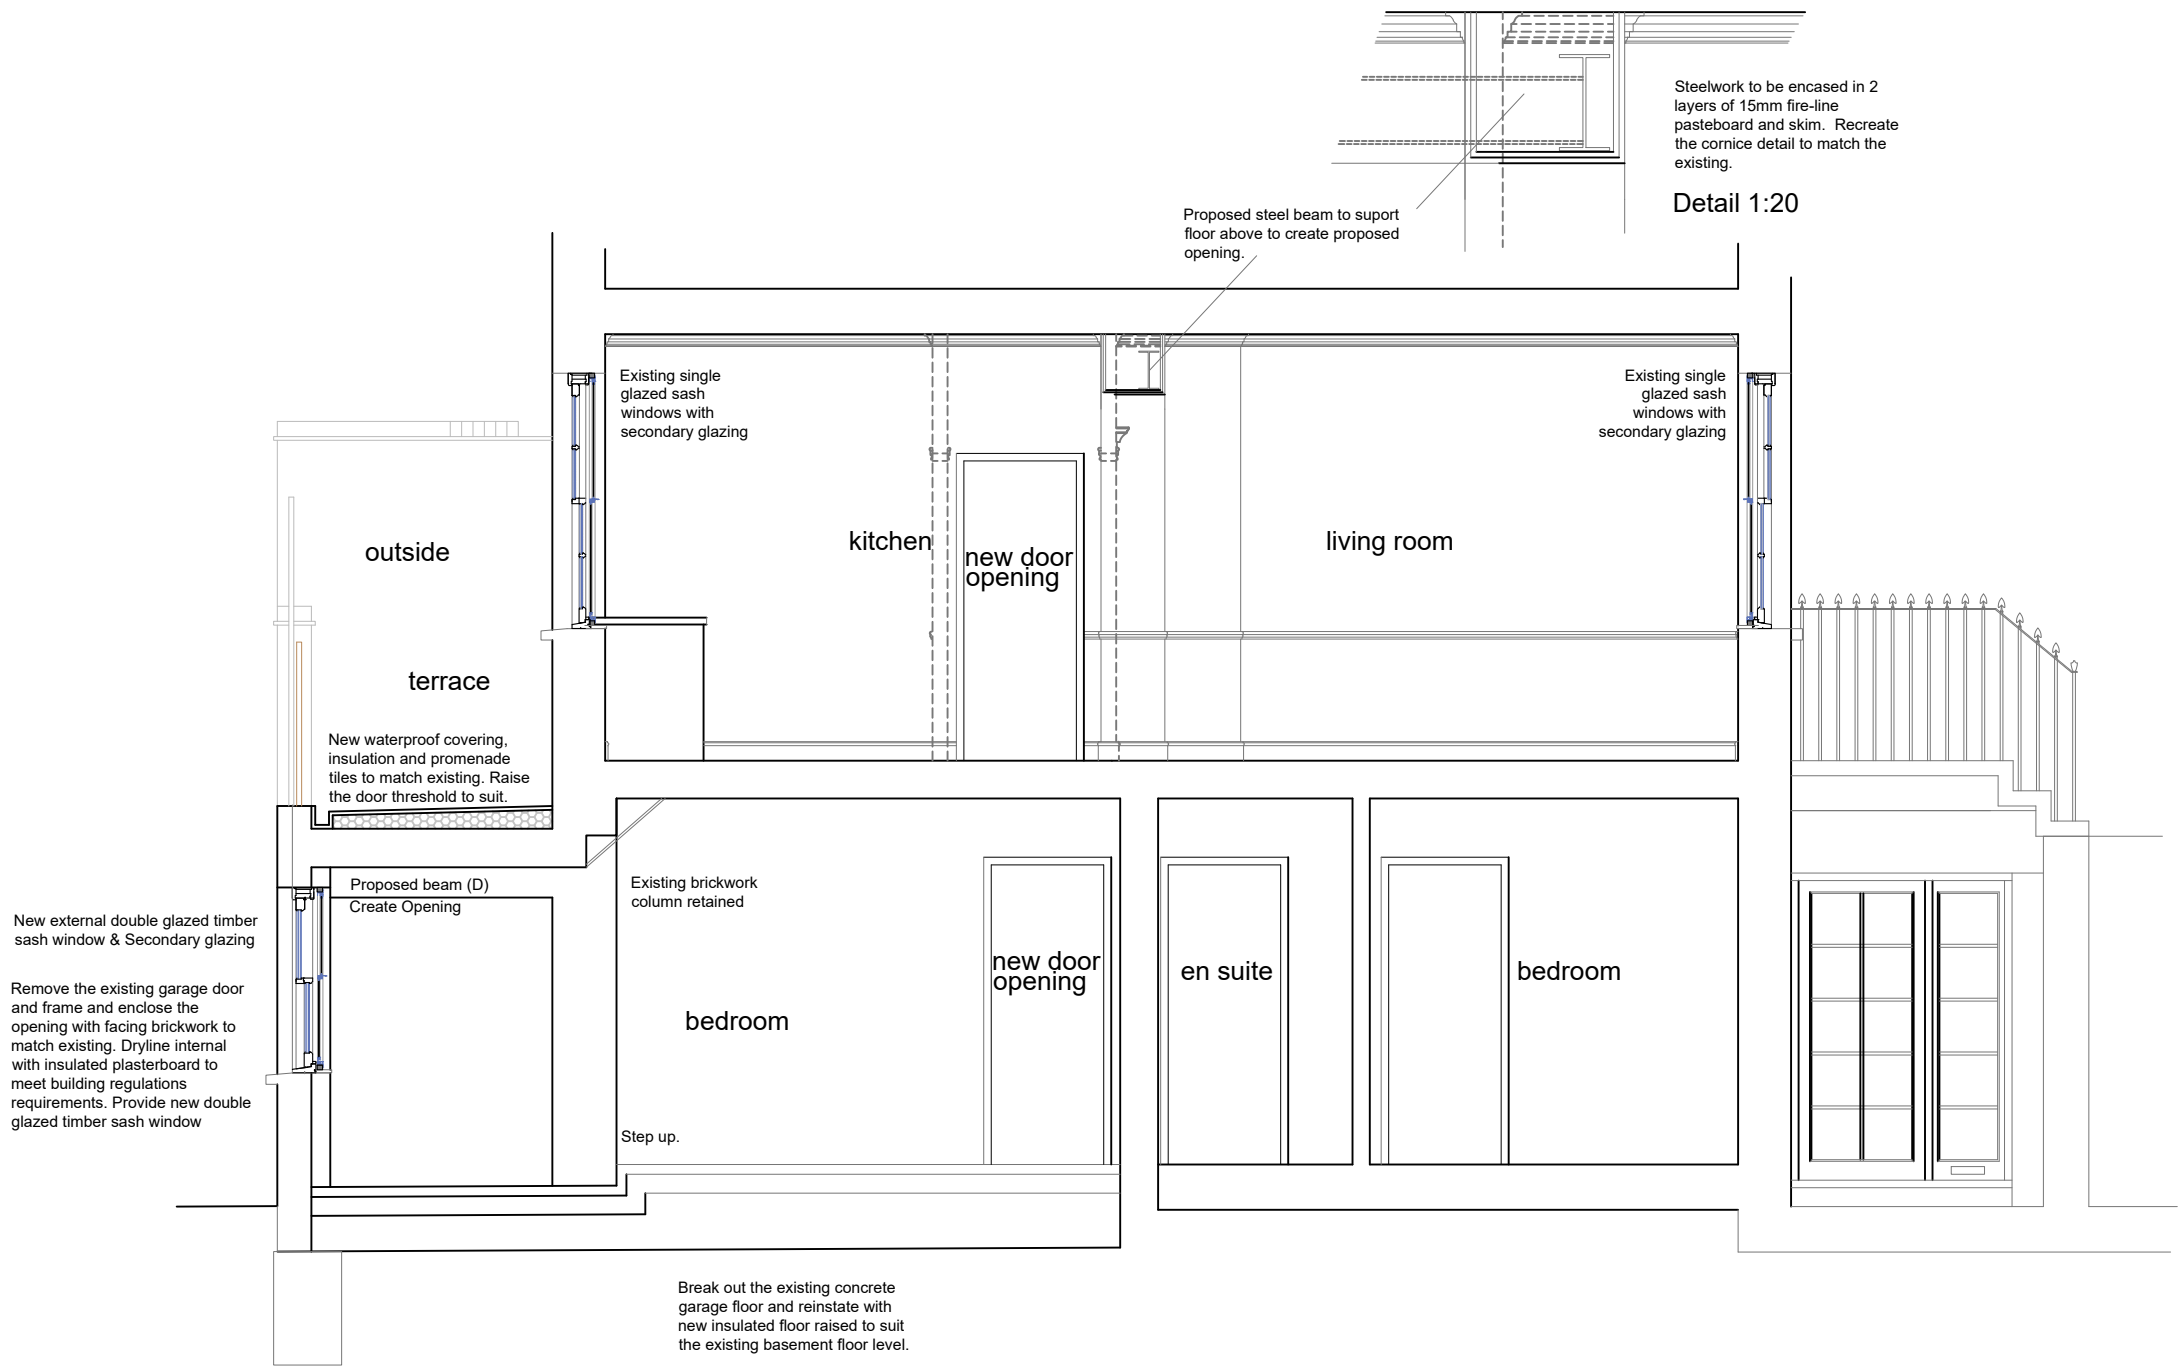 Steelwork to be encased in 2
layers of 15mm fire-line
pasteboard and skim.  Recreate
the cornice detail to match the
existing.
Detail 1:20
Proposed steel beam to suport
floor above to create proposed
opening.
Existing single
glazed sash
windows with
secondary glazing
Existing single
glazed sash
windows with
secondary glazing
outside
kitchen
new door
opening
living room
terrace
New waterproof covering,
insulation and promenade
tiles to match existing. Raise
the door threshold to suit.
Proposed beam (D)
Create Opening
Existing brickwork
column retained
New external double glazed timber
sash window & Secondary glazing
Remove the existing garage door
and frame and enclose the
opening with facing brickwork to
match existing. Dryline internal
with insulated plasterboard to
meet building regulations
requirements. Provide new double
glazed timber sash window
bedroom
new door
opening
en suite
bedroom
Step up.
Break out the existing concrete
garage floor and reinstate with
new insulated floor raised to suit
the existing basement floor level.